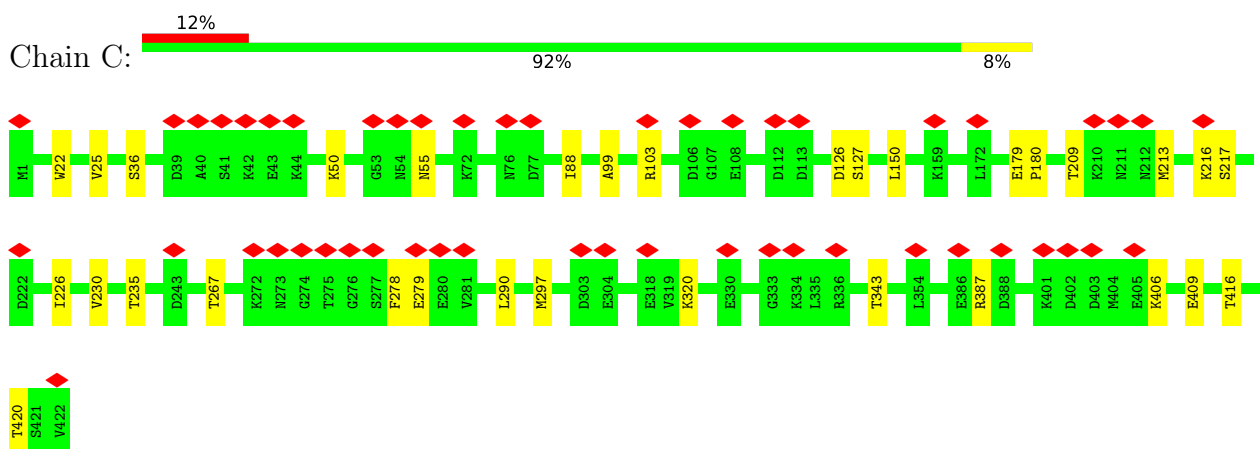 12%
Chain C:
92% 8%
M1 W22 V25 S36 D39 A40 S41 K42 E43 K44 K50 G53 N54 N55 K72 N76 D77 I88 A99 R103 D106 G107 E108 D112 D113 D126 S127 L150 K159 L172 E179 P180 T209 K210 N211 N212 M213 K216 S217
D222 I226 V230 T235 D243 T267 K272 N273 G274 T275 G276 S277 F278 E279 E280 V281 L290 M297 D303 E304 E318 V319 K320 E330 G333 K334 L335 R336 T343 L354 E386 R387 D388 K401 D402 D403 M404 E405 K406 E409 T416
T420 S421 V422